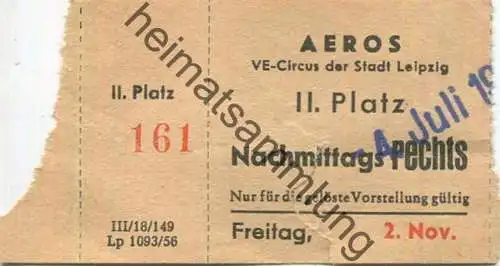 II. Platz
161
III/18/149
Lp 1093/56
AEROS
VE-Circus der Stadt Leipzig
II. Platz
-4. Juli 19
Nachmittags rechts
Nur für die gelöste Vorstellung gültig
Freitag, 2. Nov.
heimatsammlung